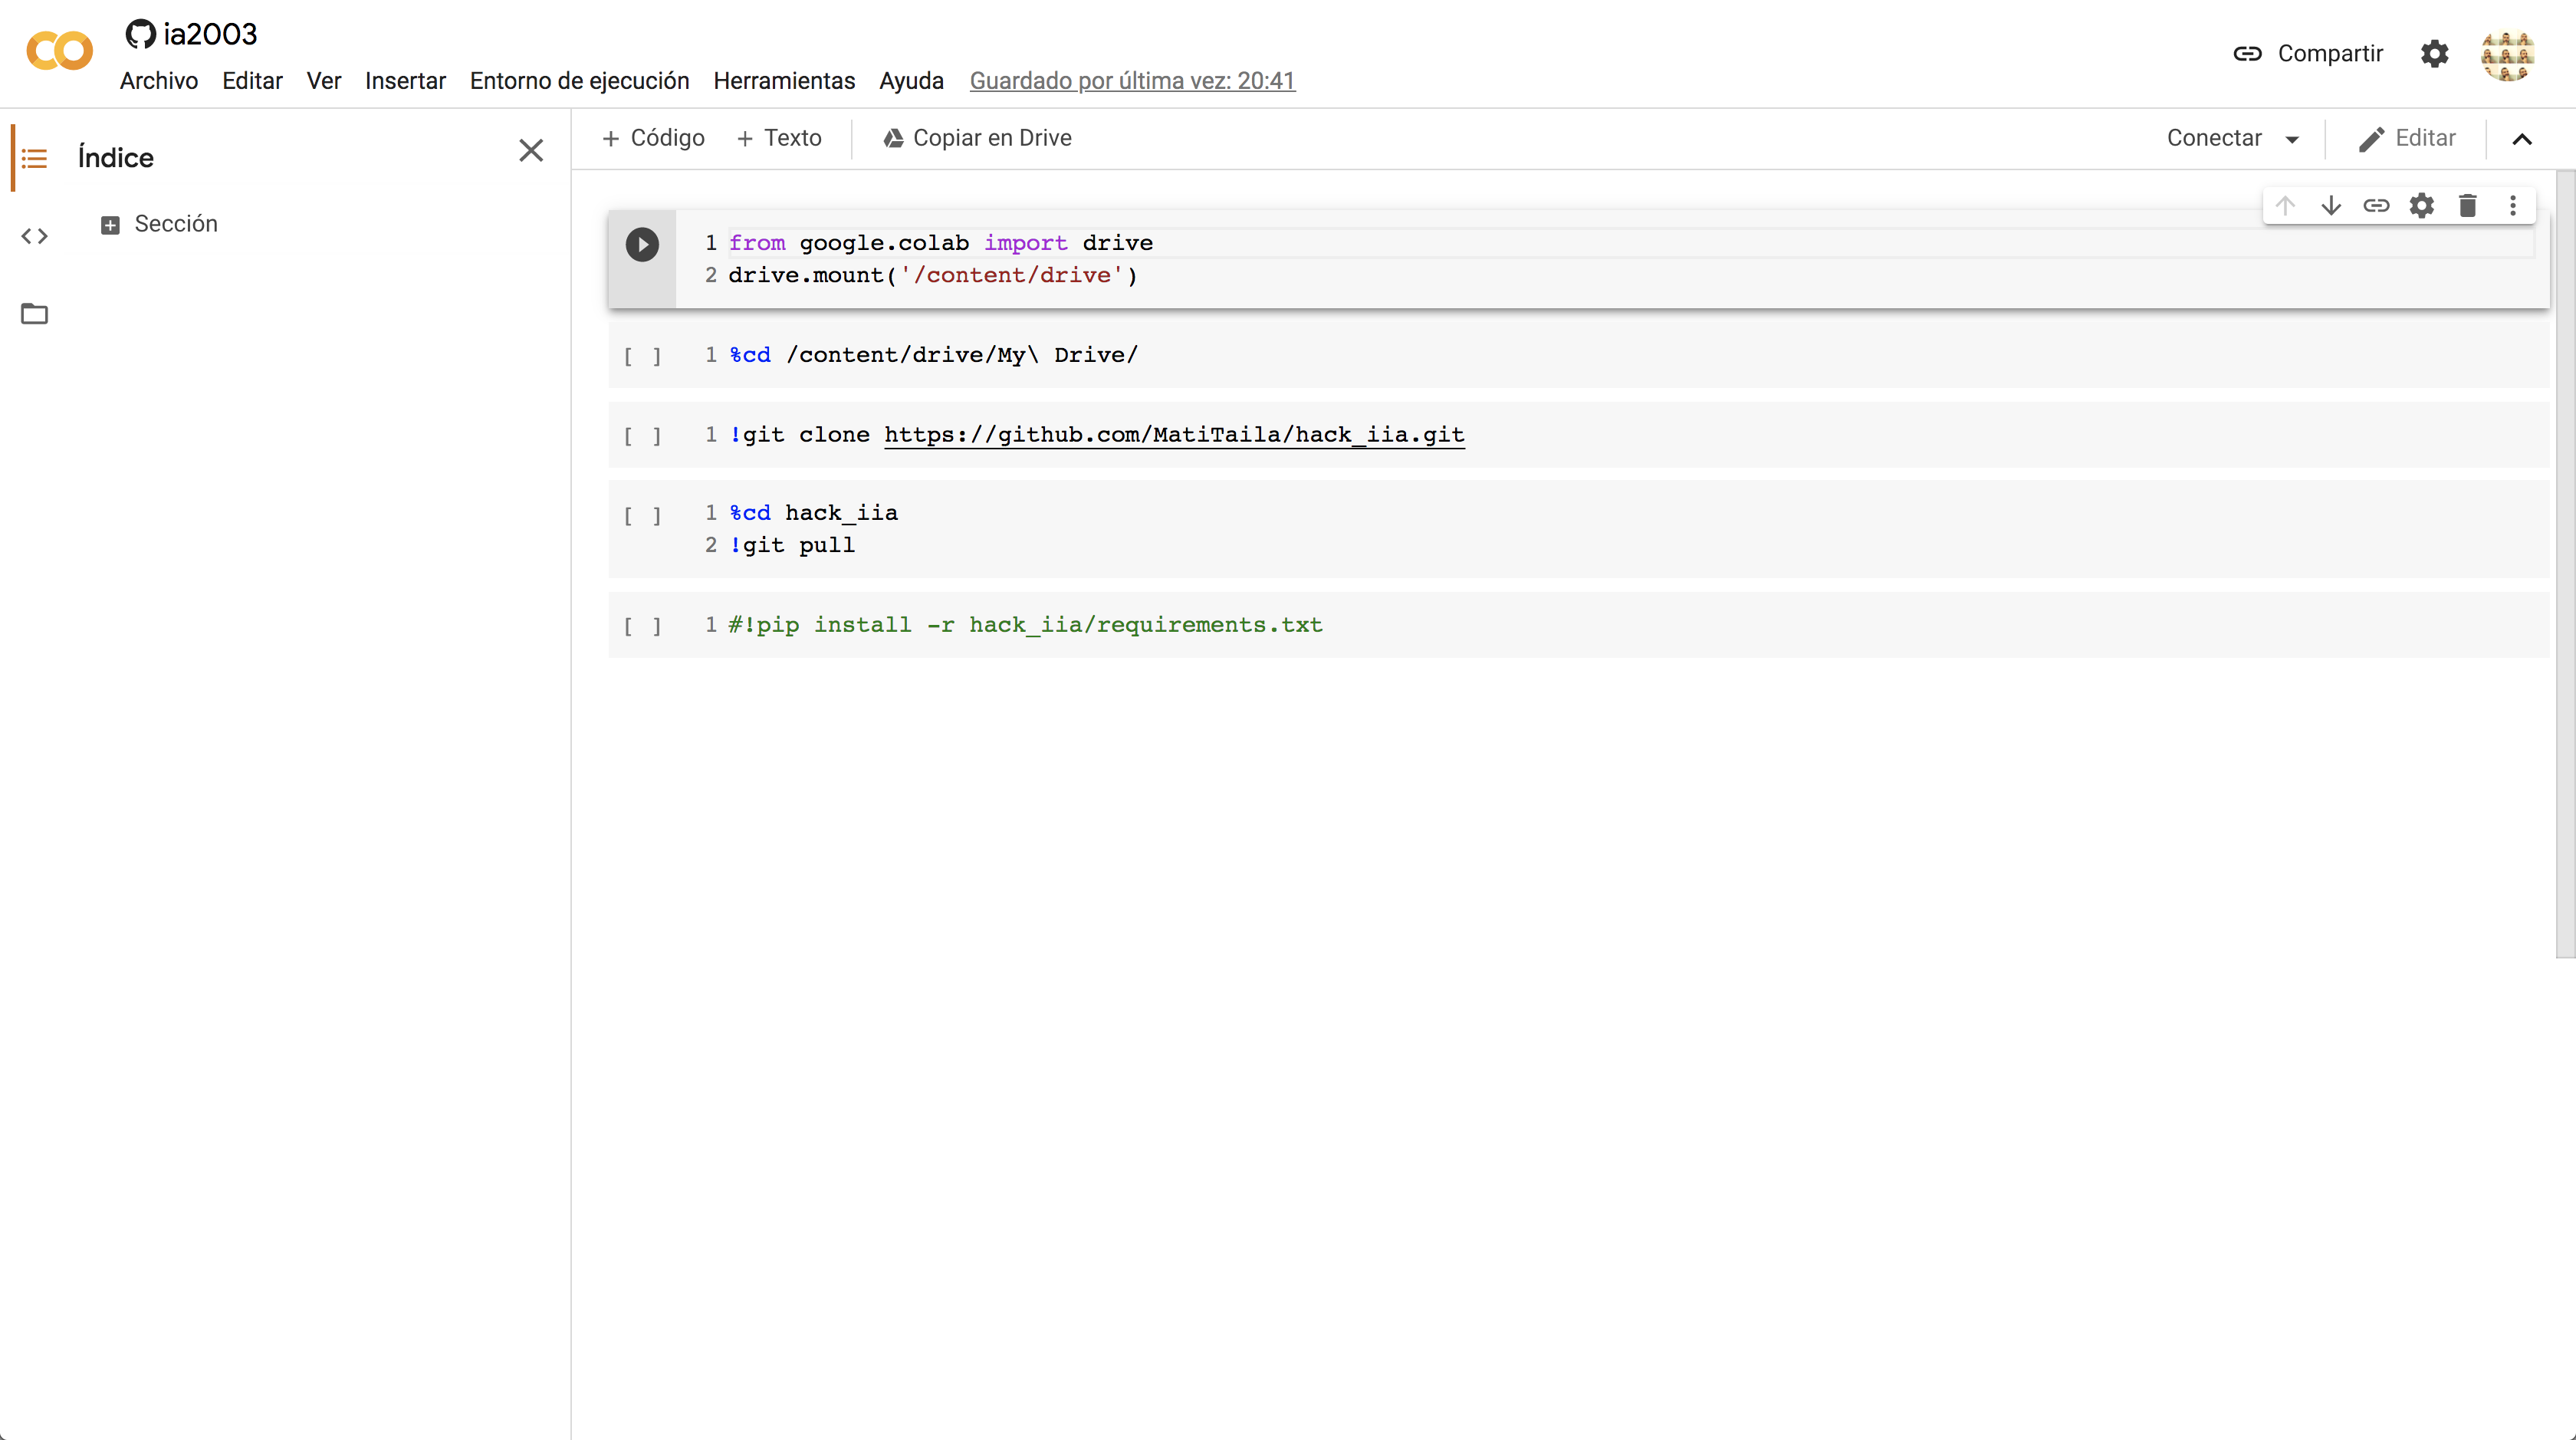 ia2003
Archivo Editar Ver Insertar Entorno de ejecución Herramientas Ayuda Guardado por última vez: 20:41
Compartir
Índice
Sección
+ Código + Texto Copiar en Drive
Conectar Editar
1 from google.colab import drive
2 drive.mount('/content/drive')
[ ] 1 %cd /content/drive/My\ Drive/
[ ] 1 !git clone https://github.com/MatiTaila/hack_iia.git
[ ] 1 %cd hack_iia
2 !git pull
[ ] 1 #!pip install -r hack_iia/requirements.txt